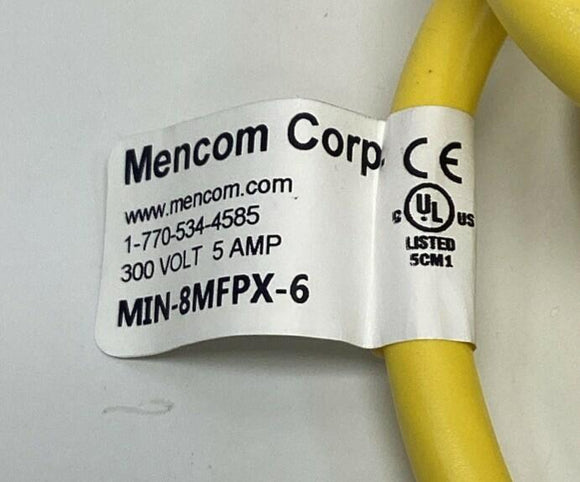 Mencom Corp.
www.mencom.com
1-770-534-4585
300 VOLT 5 AMP
MIN-8MFPX-6
CE
c UL US
LISTED
5CM1